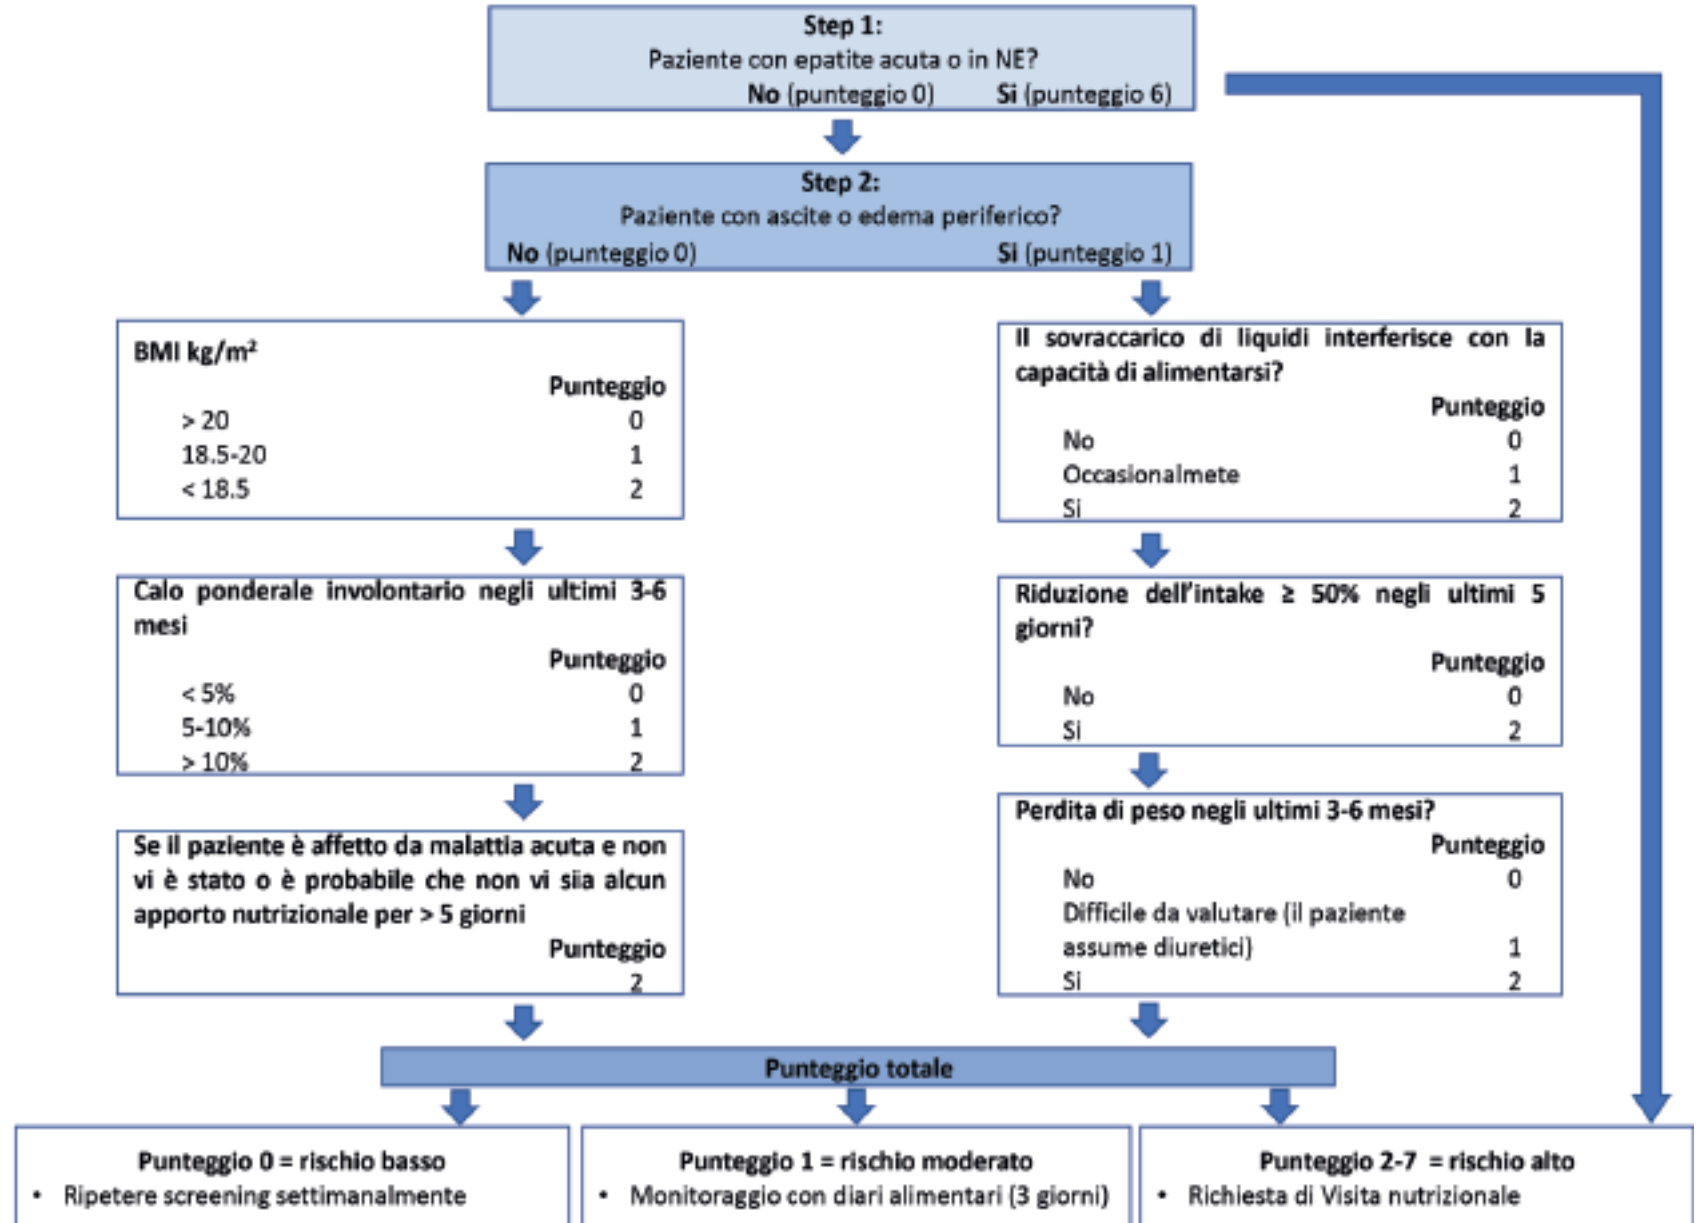 Step 1:
Paziente con epatite acuta o in NE?
No (punteggio 0) Si (punteggio 6)
Step 2:
Paziente con ascite o edema periferico?
No (punteggio 0) Si (punteggio 1)
BMI kg/m²
Punteggio
> 20 0
18.5-20 1
< 18.5 2
Calo ponderale involontario negli ultimi 3-6
mesi
Punteggio
< 5% 0
5-10% 1
> 10% 2
Se il paziente è affetto da malattia acuta e non
vi è stato o è probabile che non vi siia alcun
apporto nutrizionale per > 5 giorni
Punteggio
2
Il sovraccarico di liquidi interferisce con la
capacità di alimentarsi?
Punteggio
No 0
Occasionalmete 1
Si 2
Riduzione dell'intake ≥ 50% negli ultimi 5
giorni?
Punteggio
No 0
Si 2
Perdita di peso negli ultimi 3-6 mesi?
Punteggio
No 0
Difficile da valutare (il paziente
assume diuretici) 1
Si 2
Punteggio totale
Punteggio 0 = rischio basso
• Ripetere screening settimanalmente
Punteggio 1 = rischio moderato
• Monitoraggio con diari alimentari (3 giorni)
Punteggio 2-7 = rischio alto
• Richiesta di Visita nutrizionale